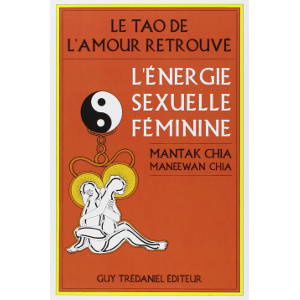 LE TAO DE
L'AMOUR RETROUVÉ
L'ÉNERGIE
SEXUELLE
FÉMININE
MANTAK CHIA
MANEEWAN CHIA
GUY TRÉDANIEL ÉDITEUR